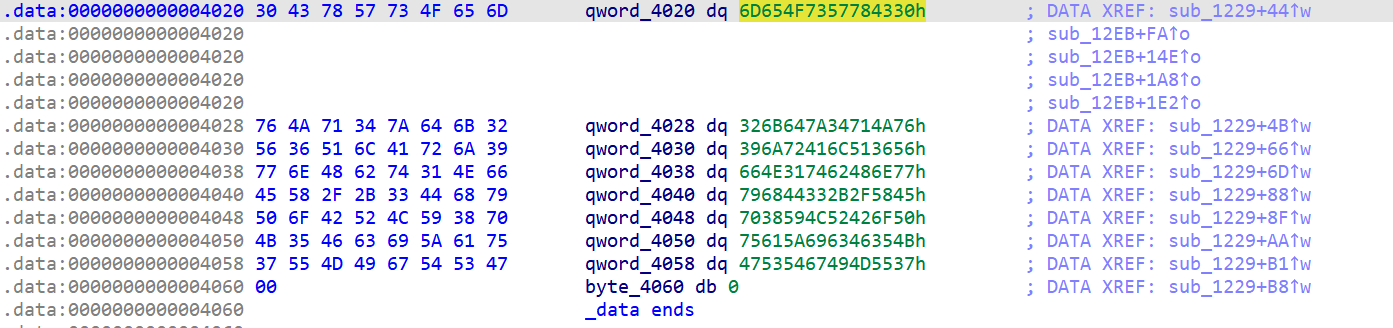 .data:0000000000004020 30 43 78 57 73 4F 65 6D qword_4020 dq 6D654F7357784330h ; DATA XREF: sub_1229+44↑w
.data:0000000000004020 ; sub_12EB+FA↑o
.data:0000000000004020 ; sub_12EB+14E↑o
.data:0000000000004020 ; sub_12EB+1A8↑o
.data:0000000000004020 ; sub_12EB+1E2↑o
.data:0000000000004028 76 4A 71 34 7A 64 6B 32 qword_4028 dq 326B647A34714A76h ; DATA XREF: sub_1229+4B↑w
.data:0000000000004030 56 36 51 6C 41 72 6A 39 qword_4030 dq 396A72416C513656h ; DATA XREF: sub_1229+66↑w
.data:0000000000004038 77 6E 48 62 74 31 4E 66 qword_4038 dq 664E317462486E77h ; DATA XREF: sub_1229+6D↑w
.data:0000000000004040 45 58 2F 2B 33 44 68 79 qword_4040 dq 796844332B2F5845h ; DATA XREF: sub_1229+88↑w
.data:0000000000004048 50 6F 42 52 4C 59 38 70 qword_4048 dq 7038594C52426F50h ; DATA XREF: sub_1229+8F↑w
.data:0000000000004050 4B 35 46 63 69 5A 61 75 qword_4050 dq 75615A696346354Bh ; DATA XREF: sub_1229+AA↑w
.data:0000000000004058 37 55 4D 49 67 54 53 47 qword_4058 dq 47535467494D5537h ; DATA XREF: sub_1229+B1↑w
.data:0000000000004060 00 byte_4060 db 0 ; DATA XREF: sub_1229+B8↑w
.data:0000000000004060 _data ends